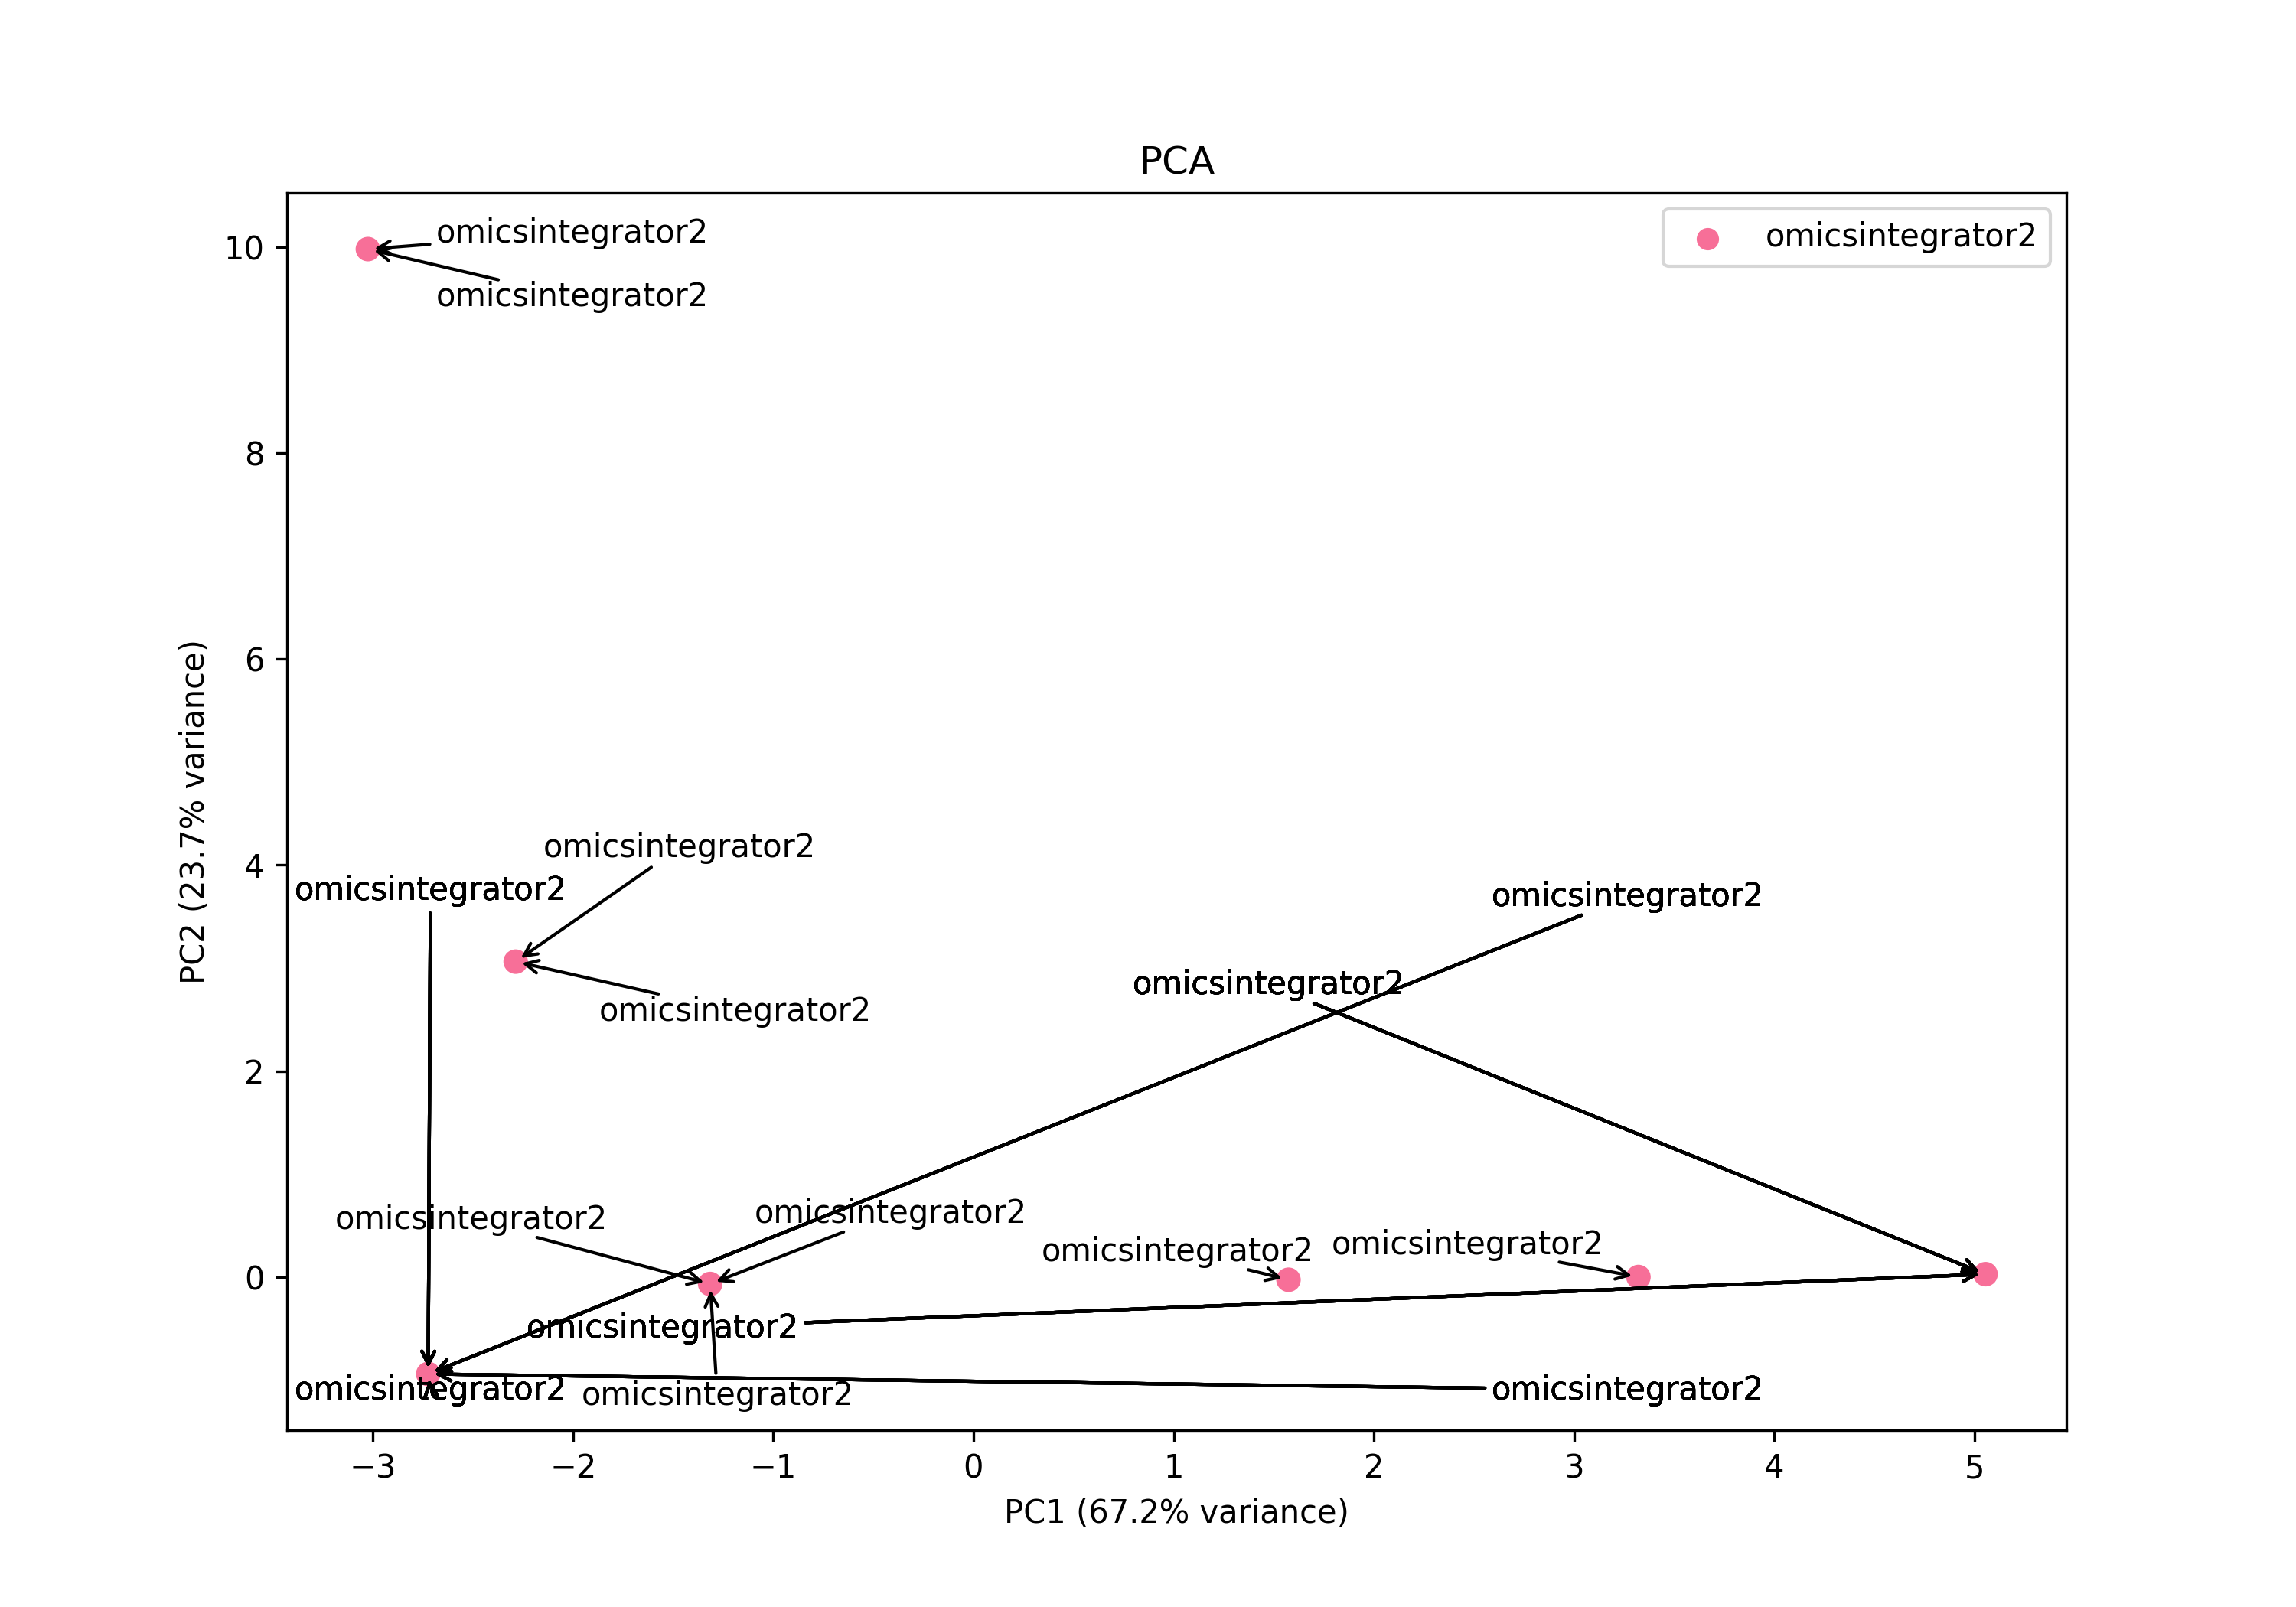 PCA
omicsintegrator2
omicsintegrator2
omicsintegrator2
10
8
6
4
2
0
PC2 (23.7% variance)
omicsintegrator2
omicsintegrator2
omicsintegrator2
omicsintegrator2
omicsintegrator2
omicsintegrator2
omicsintegrator2
omicsintegrator2
omicsintegrator2
omicsintegrator2
omicsintegrator2
omicsintegrator2
omicsintegrator2
omicsintegrator2
−3
−2
−1
0
1
2
3
4
5
PC1 (67.2% variance)